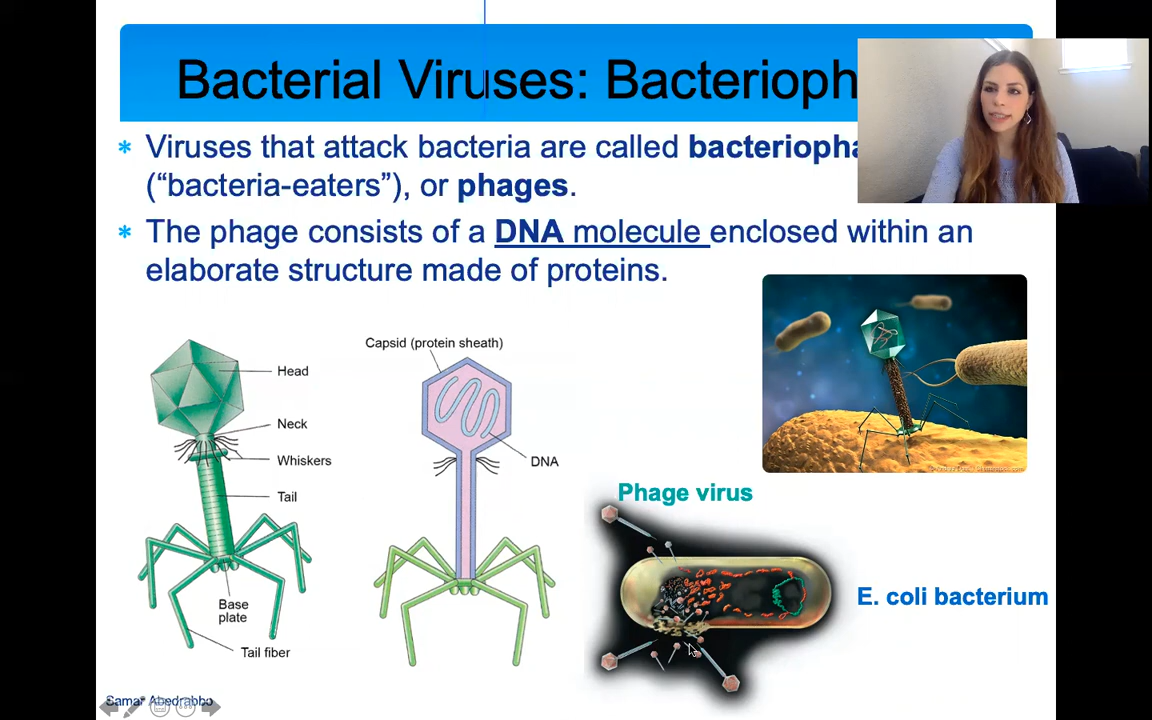 Bacterial Viruses: Bacterioph
* Viruses that attack bacteria are called bacteriopha
("bacteria-eaters"), or phages.
* The phage consists of a DNA molecule enclosed within an
elaborate structure made of proteins.
Capsid (protein sheath)
Head
Neck
Whiskers
Tail
Base
plate
Tail fiber
DNA
Phage virus
E. coli bacterium
Samar Abedrabbo